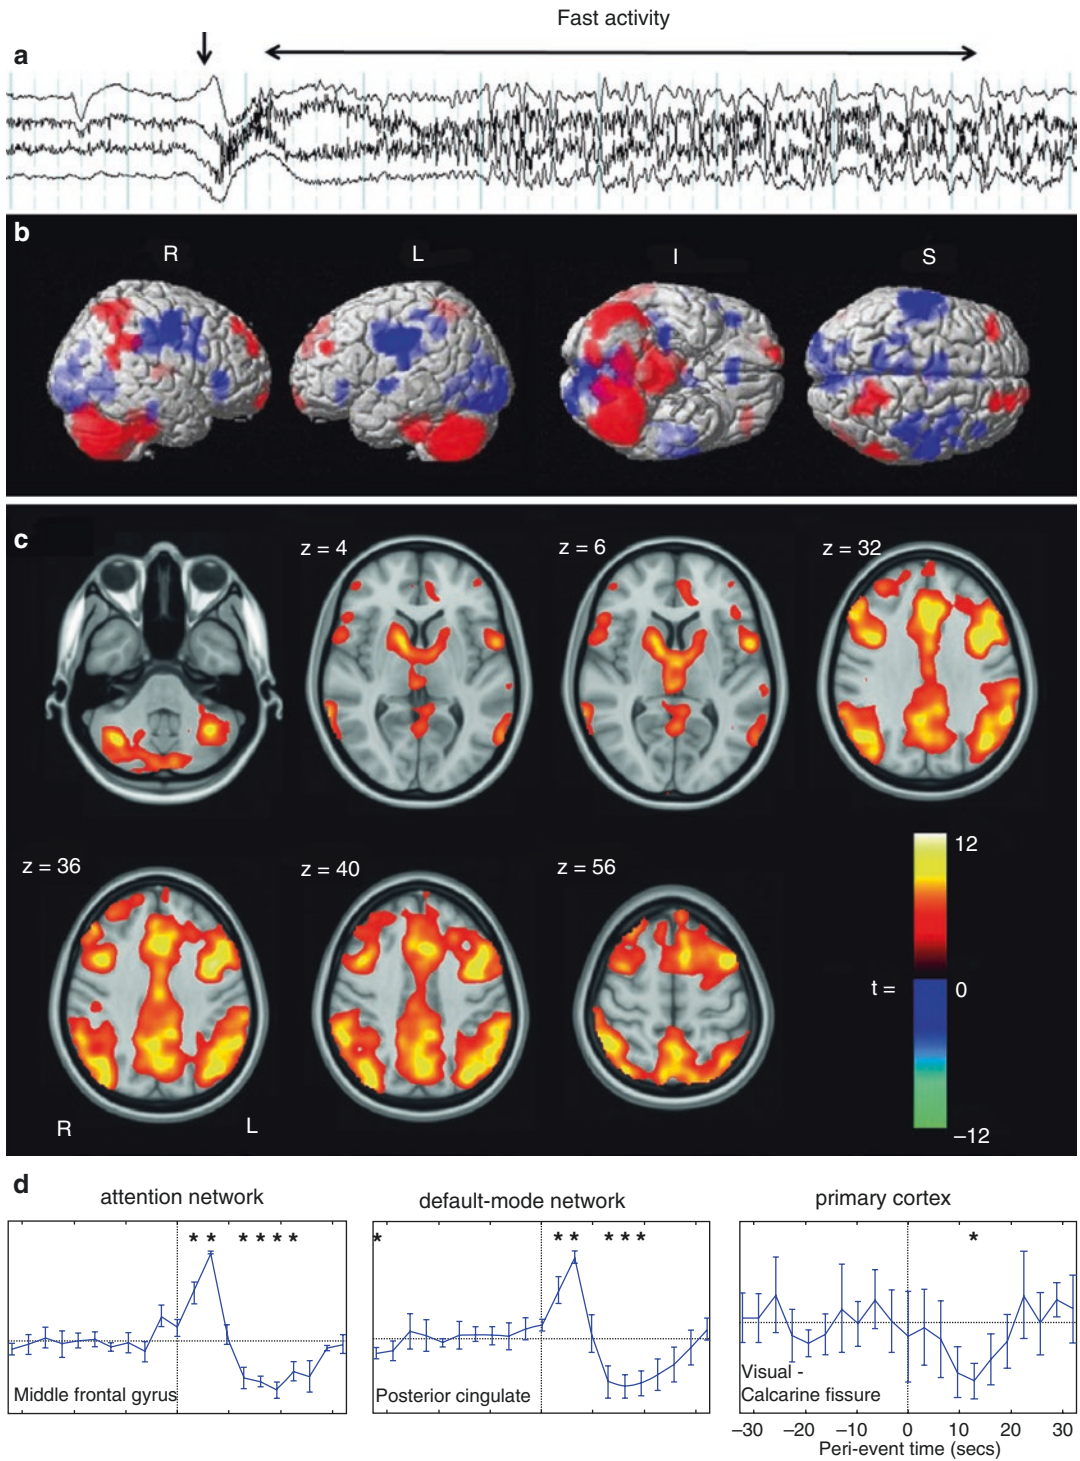 Fast activity
a
b
R L I S
c
z = 4 z = 6 z = 32
z = 36 z = 40 z = 56
12
t = 0
–12
R L
d
attention network default-mode network primary cortex
* * * * * *
* * * * * *
*
Middle frontal gyrus
Posterior cingulate
Visual -
Calcarine fissure
–30 –20 –10 0 10 20 30
Peri-event time (secs)